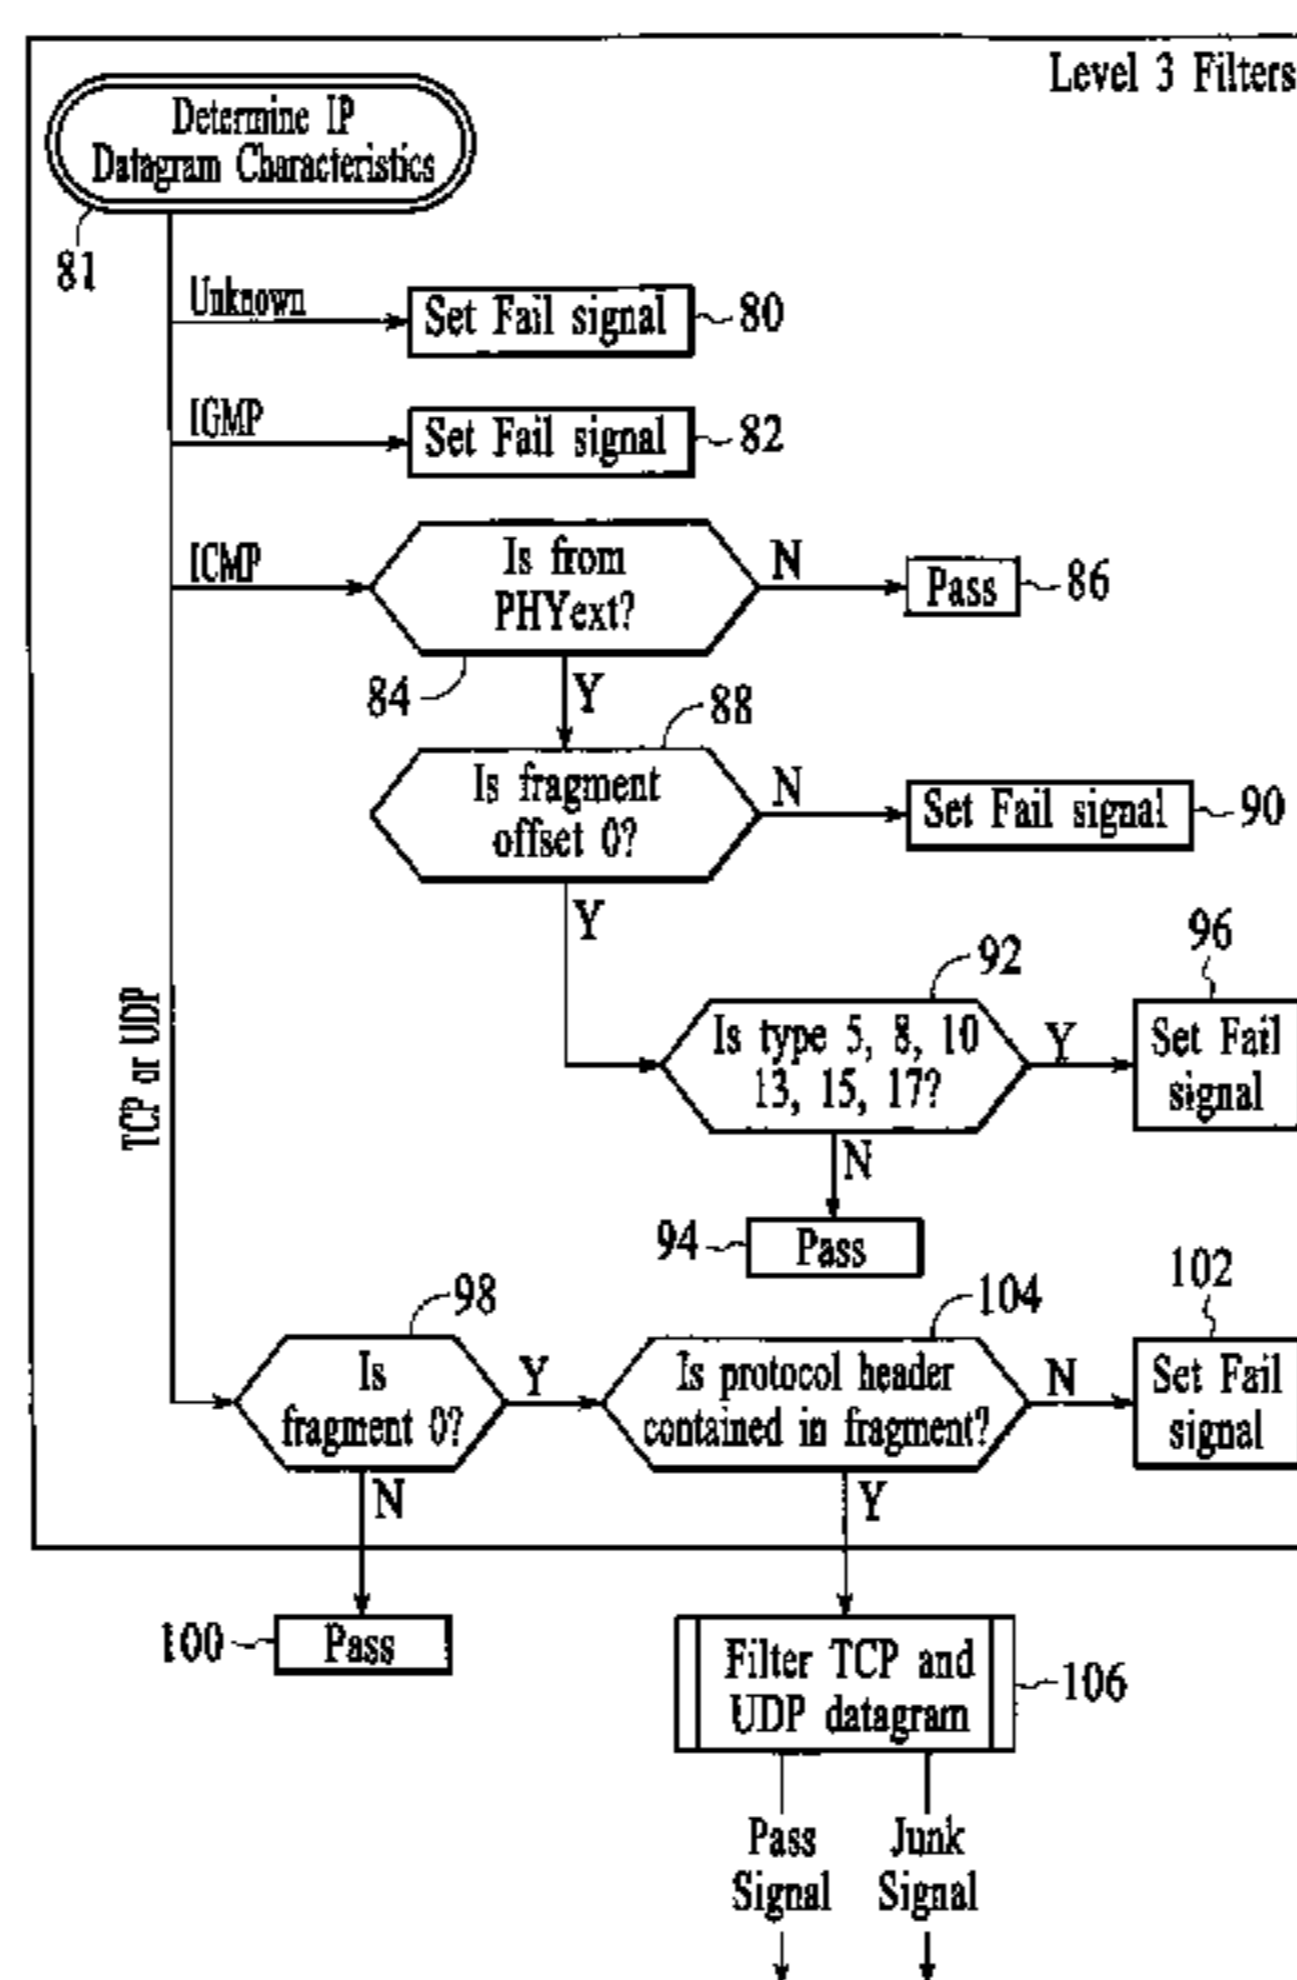 Level 3 Filters
Determine IP
Datagram Characteristics
81
Unknown
Set Fail signal
80
IGMP
Set Fail signal
82
ICMP
Is from
PHYext?
84
N
Pass
86
Y
88
Is fragment
offset 0?
N
Set Fail signal
90
Y
92
Is type 5, 8, 10
13, 15, 17?
Y
96
Set Fail
signal
N
94
Pass
TCP or UDP
98
Is
fragment 0?
Y
104
Is protocol header
contained in fragment?
N
102
Set Fail
signal
N
Y
100
Pass
Filter TCP and
UDP datagram
106
Pass
Signal
Junk
Signal